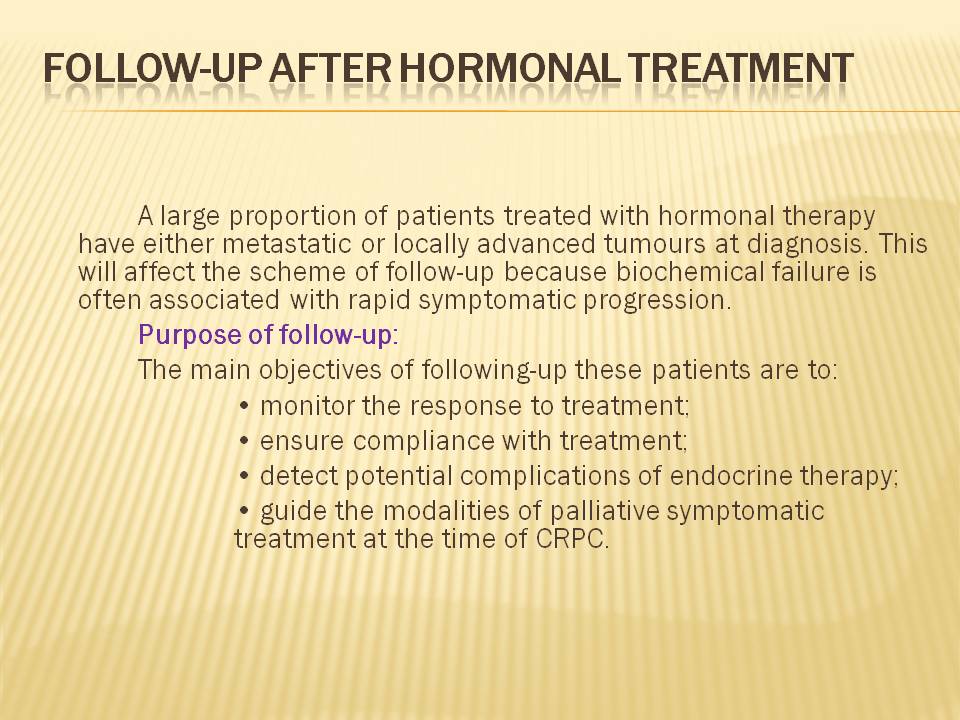 FOLLOW-UP AFTER HORMONAL TREATMENT
A large proportion of patients treated with hormonal therapy
have either metastatic or locally advanced tumours at diagnosis. This
will affect the scheme of follow-up because biochemical failure is
often associated with rapid symptomatic progression.
Purpose of follow-up:
The main objectives of following-up these patients are to:
• monitor the response to treatment;
• ensure compliance with treatment;
• detect potential complications of endocrine therapy;
• guide the modalities of palliative symptomatic
treatment at the time of CRPC.